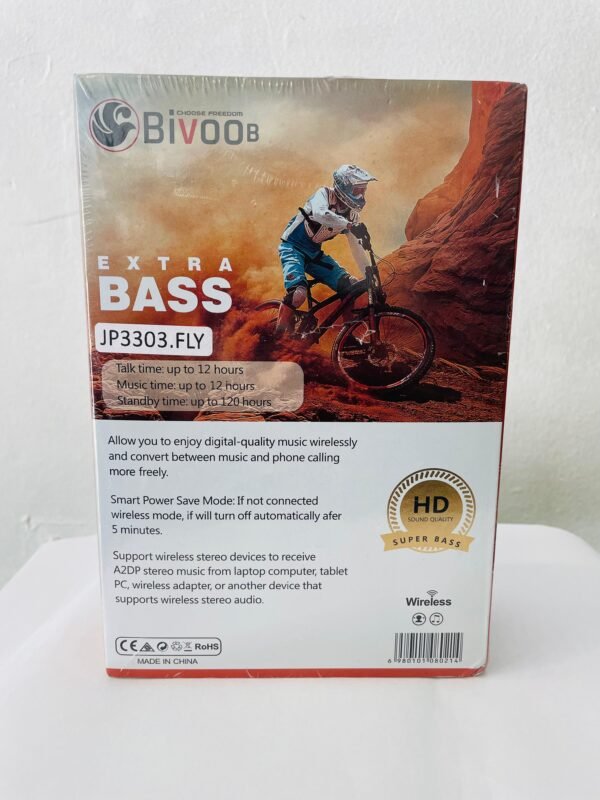 CHOOSE FREEDOM
BiVOOB
EXTRA
BASS
JP3303.FLY
Talk time: up to 12 hours
Music time: up to 12 hours
Standby time: up to 120 hours
Allow you to enjoy digital-quality music wirelessly
and convert between music and phone calling
more freely.
Smart Power Save Mode: If not connected
wireless mode, if will turn off automatically afer
5 minutes.
Support wireless stereo devices to receive
A2DP stereo music from laptop computer, tablet
PC, wireless adapter, or another device that
supports wireless stereo audio.
HD
SOUND QUALITY
SUPER BASS
Wireless
CE RoHS
MADE IN CHINA
6 980101 080214